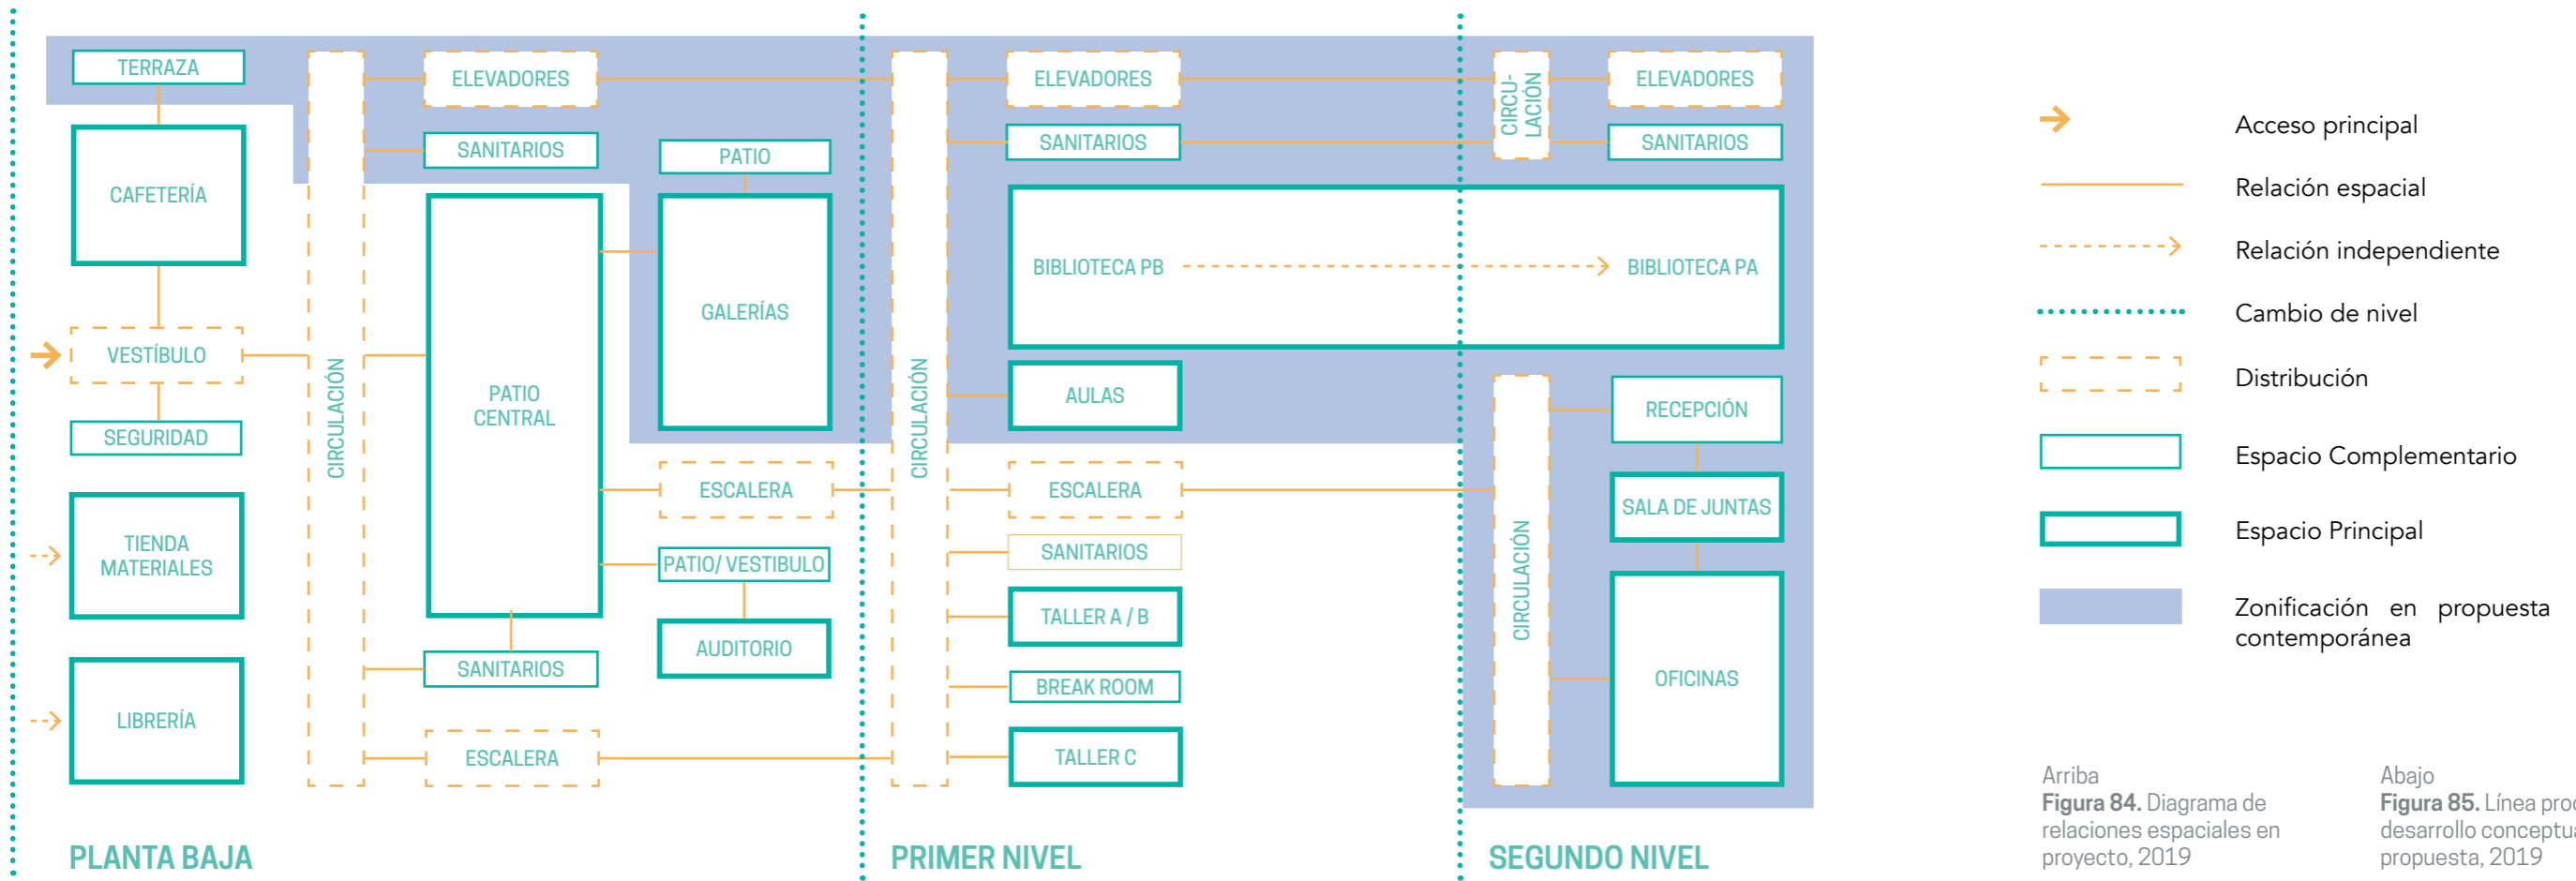 TERRAZA
CAFETERÍA
VESTÍBULO
SEGURIDAD
TIENDA
MATERIALES
LIBRERÍA
CIRCULACIÓN
ELEVADORES
SANITARIOS
PATIO
CENTRAL
SANITARIOS
ESCALERA
PATIO
GALERÍAS
ESCALERA
PATIO/ VESTIBULO
AUDITORIO
PLANTA BAJA
CIRCULACIÓN
ELEVADORES
SANITARIOS
BIBLIOTECA PB
AULAS
ESCALERA
SANITARIOS
TALLER A / B
BREAK ROOM
TALLER C
PRIMER NIVEL
CIRCU-
LACIÓN
ELEVADORES
SANITARIOS
BIBLIOTECA PA
CIRCULACIÓN
RECEPCIÓN
SALA DE JUNTAS
OFICINAS
SEGUNDO NIVEL
Acceso principal
Relación espacial
Relación independiente
Cambio de nivel
Distribución
Espacio Complementario
Espacio Principal
Zonificación en propuesta
contemporánea
Arriba
Figura 84. Diagrama de
relaciones espaciales en
proyecto, 2019
Abajo
Figura 85. Línea
desarrollo
propuesta, 2019